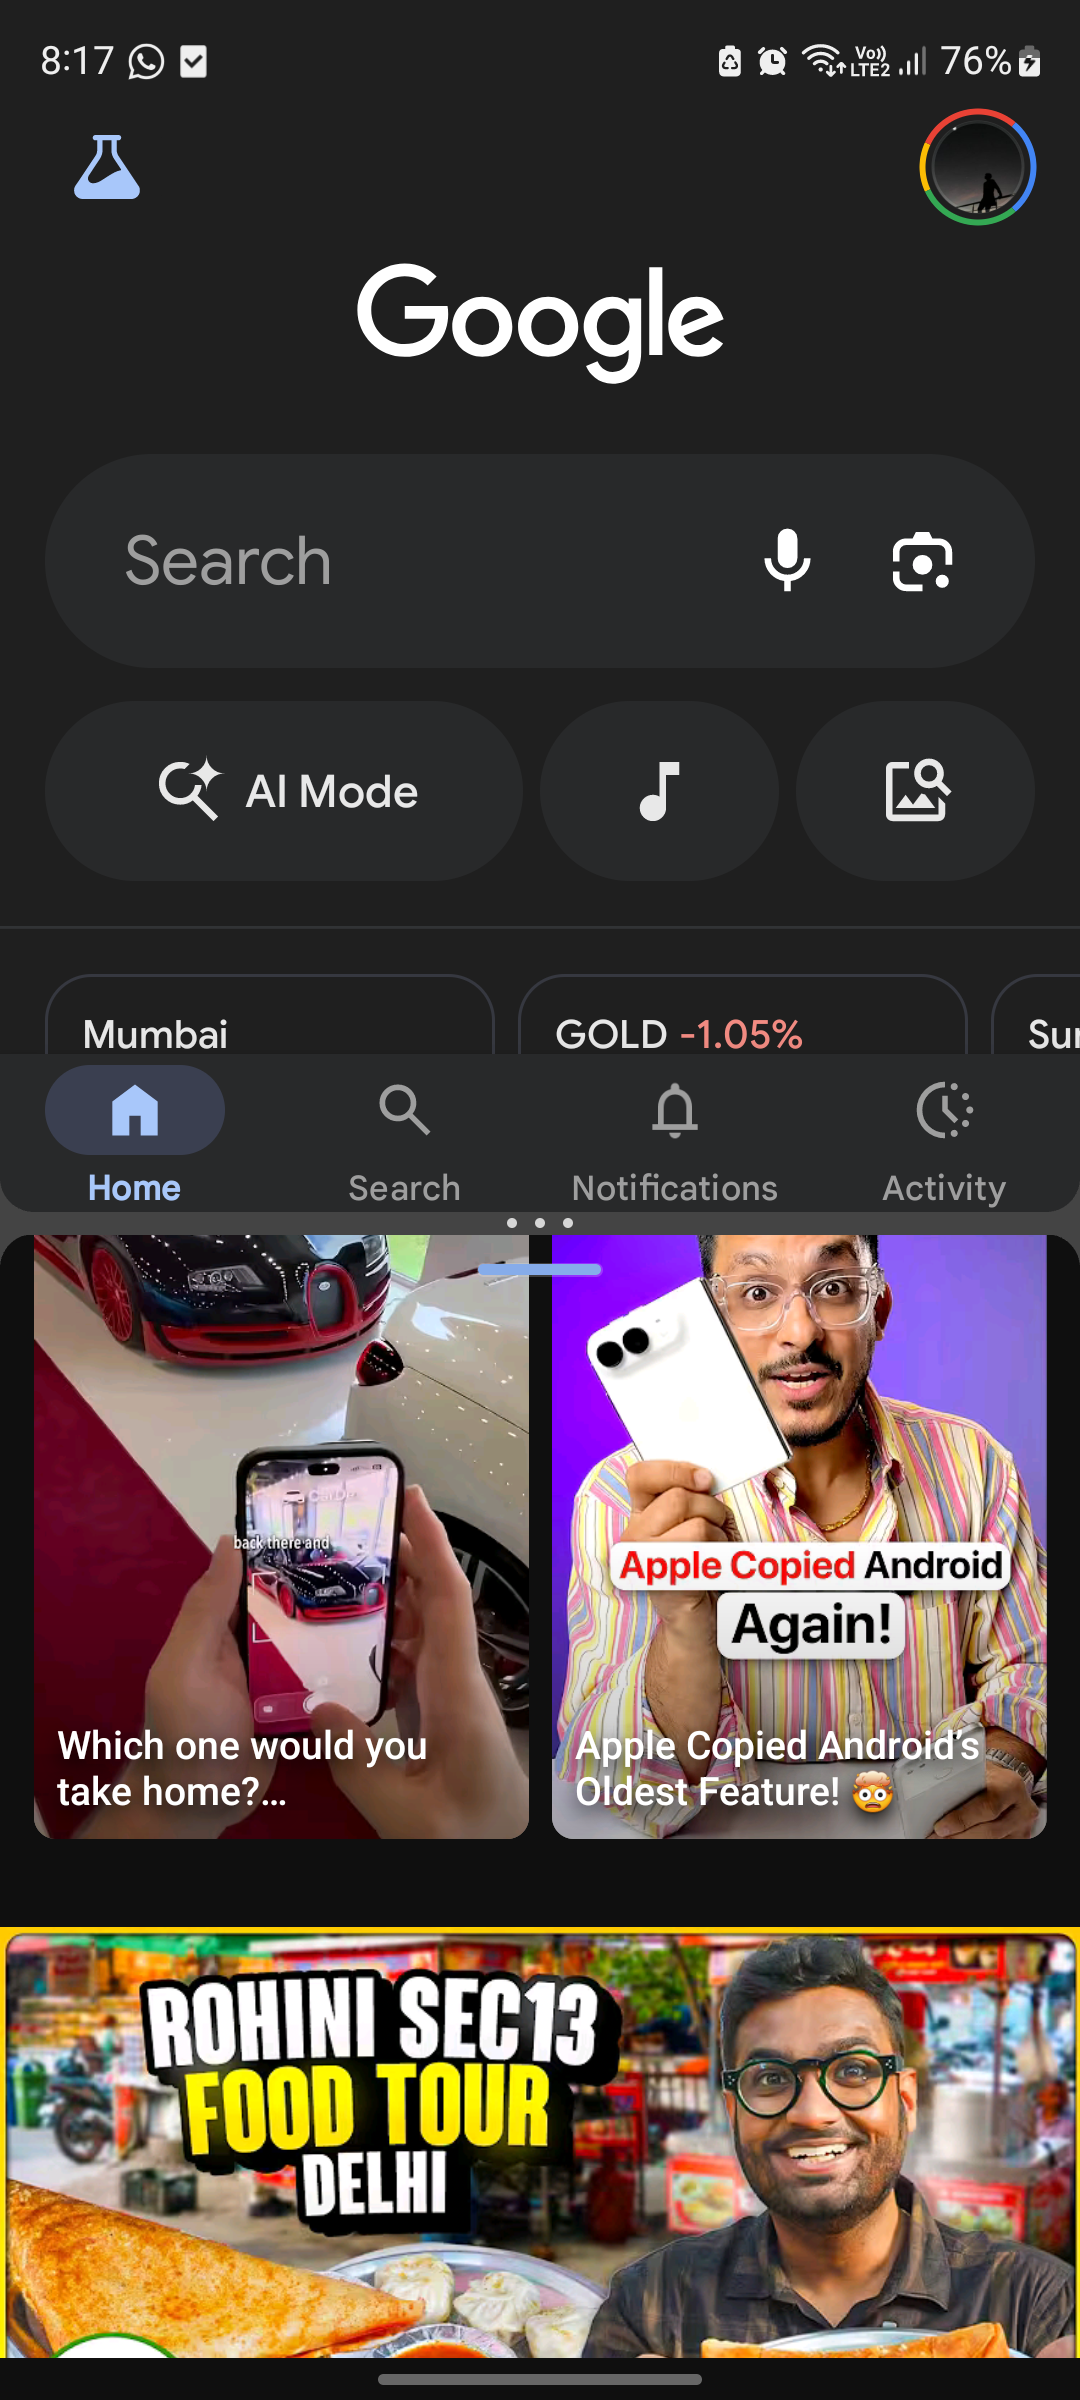 8:17
Vo))
LTE2
76%
Google
Search
AI Mode
Mumbai
GOLD -1.05%
Home
Search
Notifications
Activity
back there and
Which one would you
take home?...
Apple Copied Android
Again!
Apple Copied Android's
Oldest Feature! 🤯
ROHINI SEC13
FOOD TOUR
DELHI